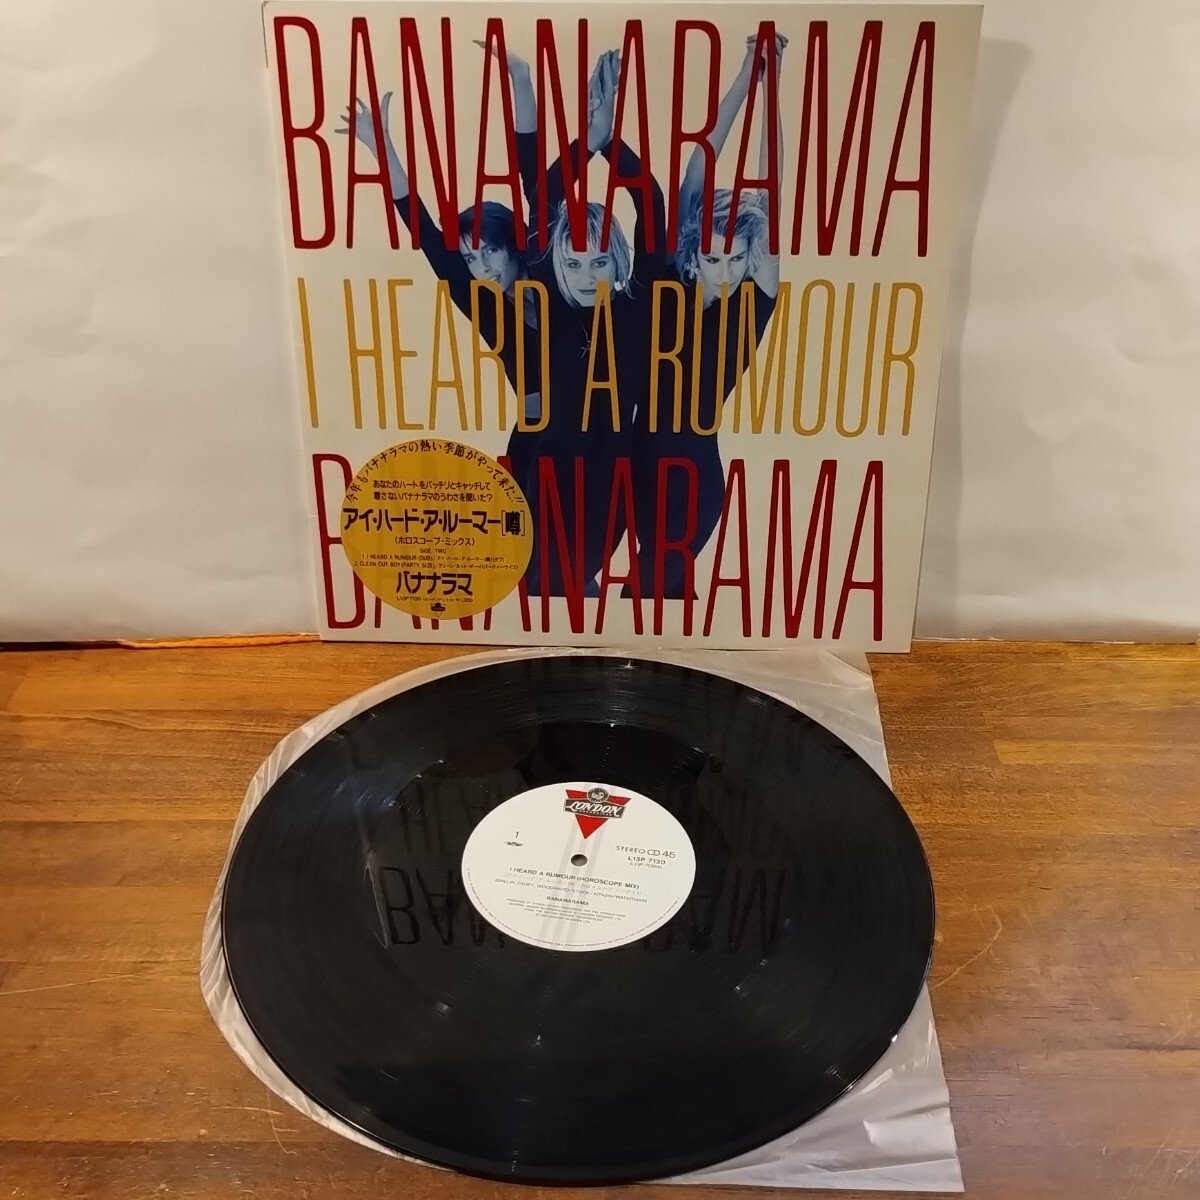 BANANARAMA
I HEARD A RUMOUR
BANANARAMA
今年もバナナラマの熱い季節がやって来た!!
あなたのハートをバッチリとキャッチして
離さないバナナラマのうわさを聞いた?
アイ・ハード・ア・ルーマー[噂]
(ホロスコープ・ミックス)
SIDE TWO
1. I HEARD A RUMOUR (DUB)
2. CLEAN CUT BOY (PARTY SIZE)
バナナラマ
L13P7130 ¥1,300
LONDON
1
STEREO 45
L13P 7130
I HEARD A RUMOUR (HOROSCOPE MIX)
BANANARAMA